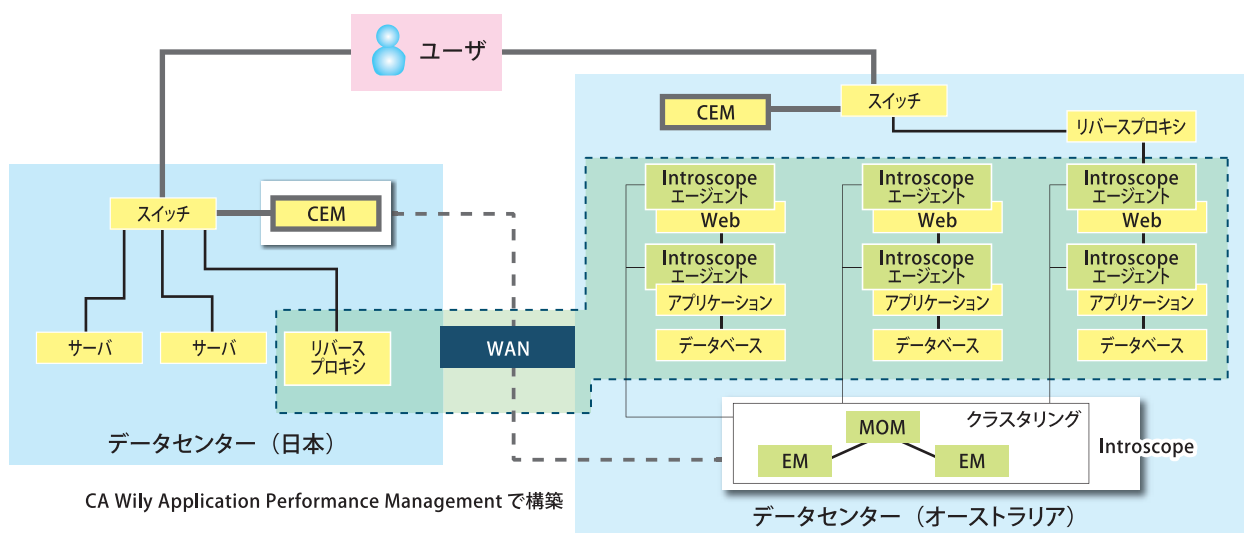 ユーザ
スイッチ
CEM
リバースプロキシ
Introscope
エージェント
Web
Introscope
エージェント
アプリケーション
データベース
Introscope
エージェント
Web
Introscope
エージェント
アプリケーション
データベース
Introscope
エージェント
Web
Introscope
エージェント
アプリケーション
データベース
スイッチ
CEM
サーバ
サーバ
リバース
プロキシ
WAN
データセンター（日本）
クラスタリング
MOM
EM
EM
Introscope
CA Wily Application Performance Management で構築
データセンター（オーストラリア）